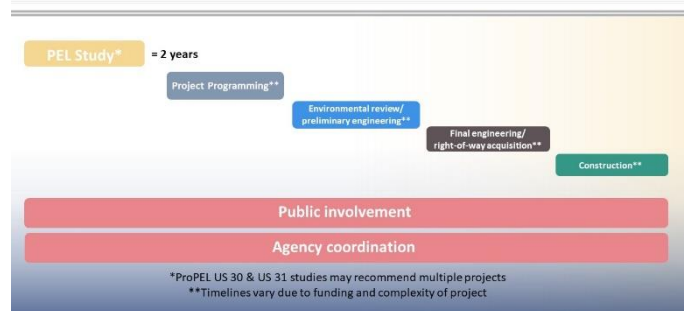 PEL Study*
= 2 years
Project Programming**
Environmental review/
preliminary engineering**
Final engineering/
right-of-way acquisition**
Construction**
Public involvement
Agency coordination
*ProPEL US 30 & US 31 studies may recommend multiple projects
**Timelines vary due to funding and complexity of project